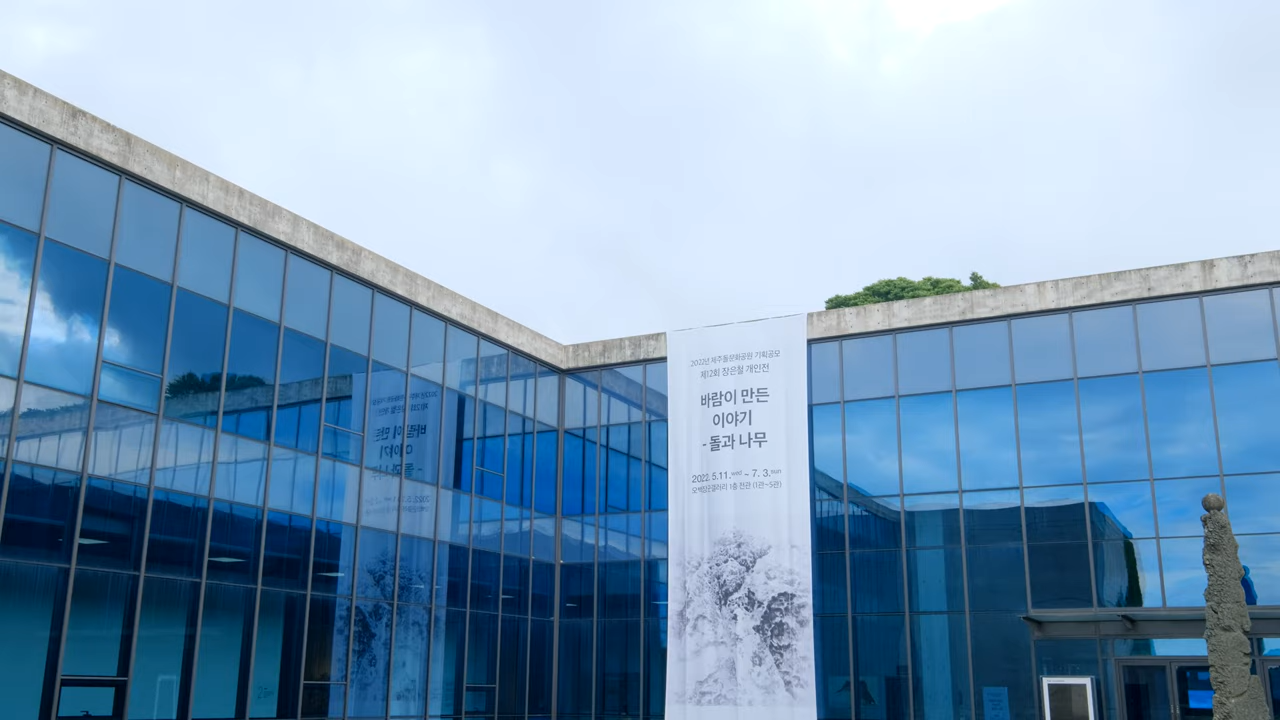 2022년 제주돌문화공원 기획공모
제12회 장은철 개인전
바람이 만든
이야기
- 돌과 나무
2022. 5.11. wed ~ 7. 3. sun
오백장군갤러리 1층 전관 (1관~5관)